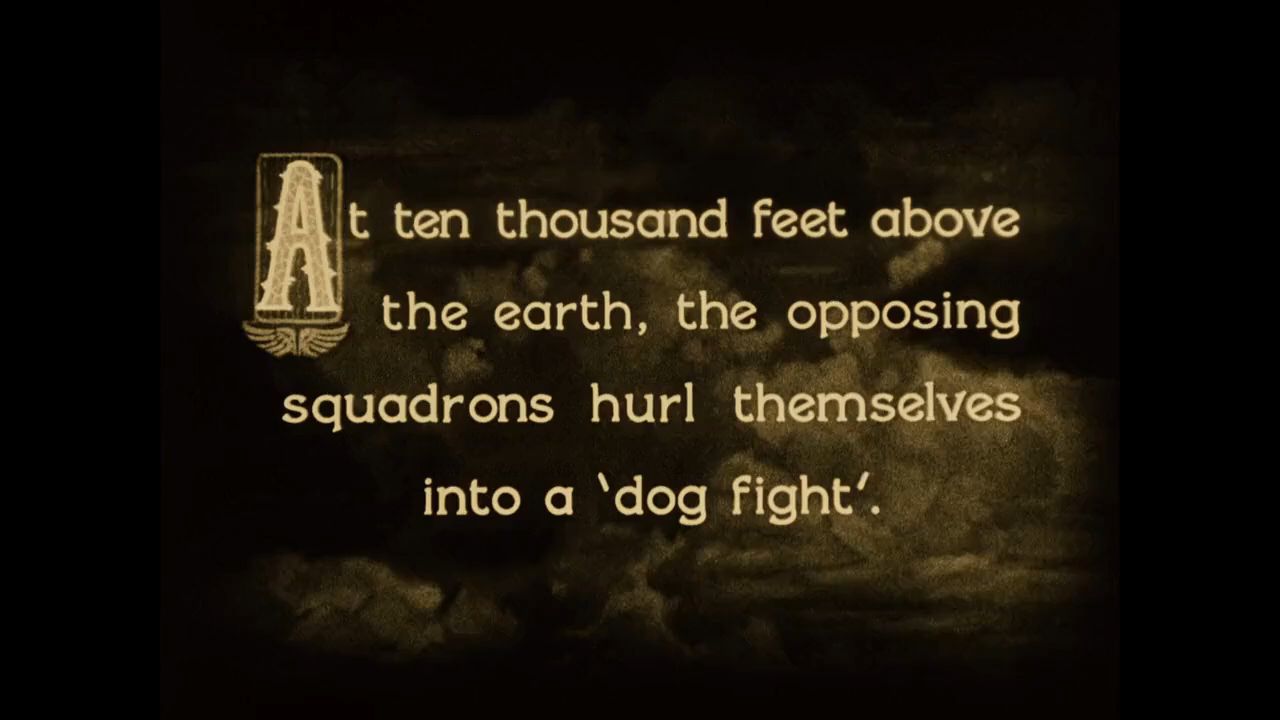 At ten thousand feet above
the earth, the opposing
squadrons hurl themselves
into a ‘dog fight’.